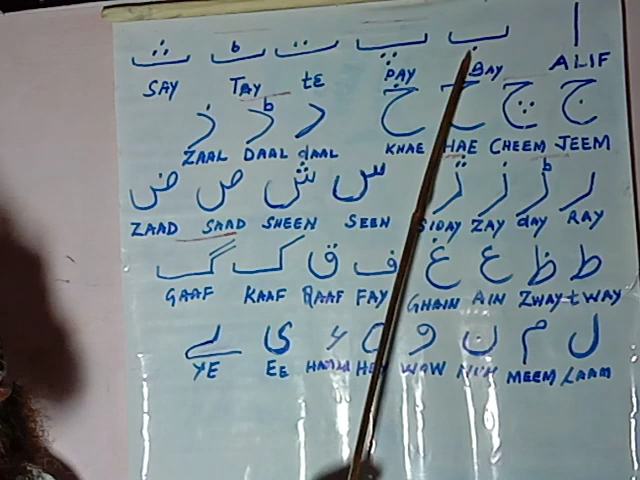 ا ب پ ت ٹ ث
SAY TAY tE PAY BAY ALIF
ج چ ح خ د ڈ ذ
ZAAL DAAL dAAL KHAE HAE CHEEM JEEM
ر ڑ ز ژ س ش ص ض
ZAAD SAAD SHEEN SEEN ZAY dAY RAY
ط ظ ع غ ف ق ک گ
GAAF KAAF QAAF FAY GHAIN AIN ZWAY tWAY
ل م ن و ء ی ے
YE EE WAW MEEM LAAM